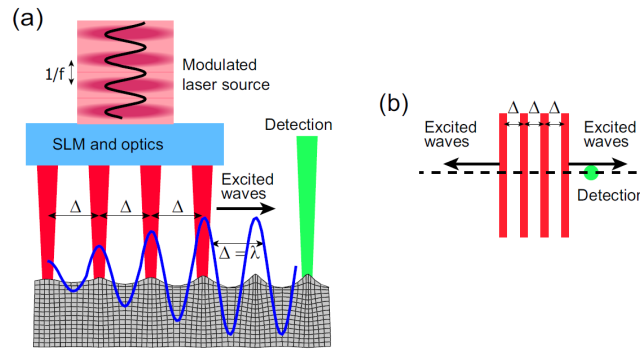 (a)
1/f
Modulated
laser source
SLM and optics
Detection
Excited
waves
Δ
Δ
Δ
Δ = λ
(b)
Δ
Δ
Δ
Excited
waves
Excited
waves
Detection